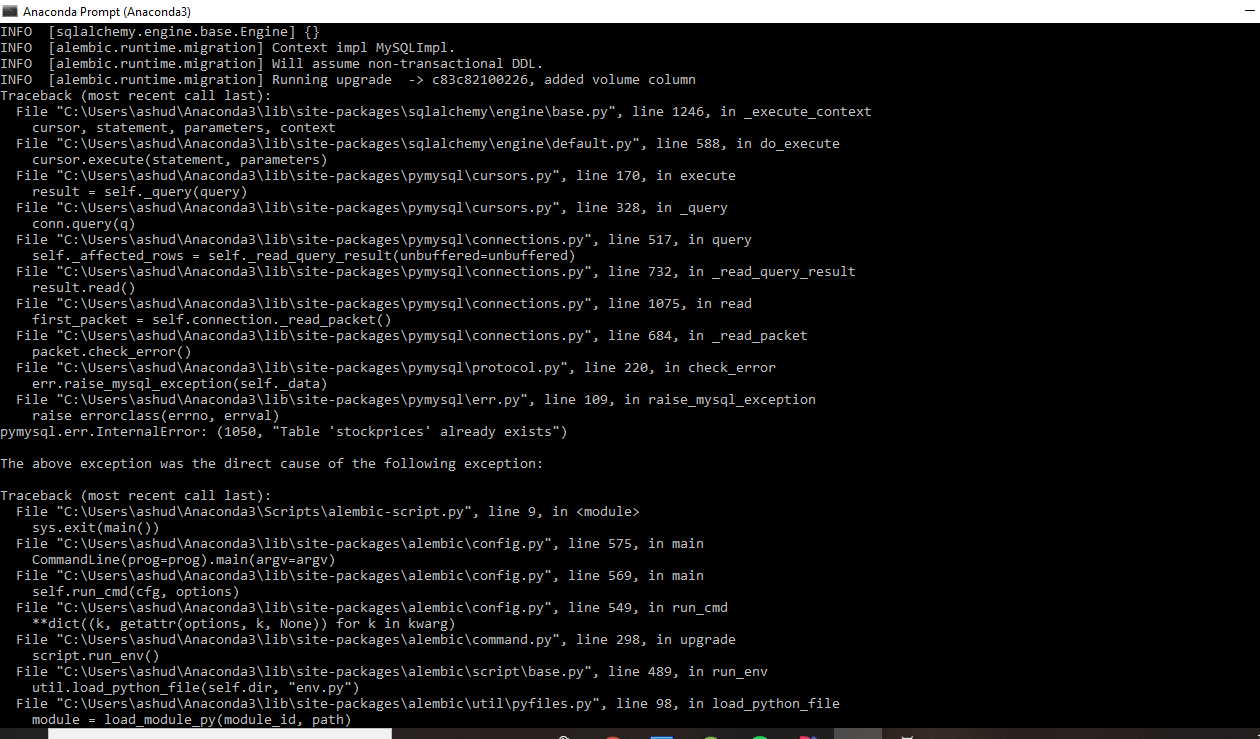 Anaconda Prompt (Anaconda3)
INFO  [sqlalchemy.engine.base.Engine] {}
INFO  [alembic.runtime.migration] Context impl MySQLImpl.
INFO  [alembic.runtime.migration] Will assume non-transactional DDL.
INFO  [alembic.runtime.migration] Running upgrade  -> c83c82100226, added volume column
Traceback (most recent call last):
  File "C:\Users\ashud\Anaconda3\lib\site-packages\sqlalchemy\engine\base.py", line 1246, in _execute_context
    cursor, statement, parameters, context
  File "C:\Users\ashud\Anaconda3\lib\site-packages\sqlalchemy\engine\default.py", line 588, in do_execute
    cursor.execute(statement, parameters)
  File "C:\Users\ashud\Anaconda3\lib\site-packages\pymysql\cursors.py", line 170, in execute
    result = self._query(query)
  File "C:\Users\ashud\Anaconda3\lib\site-packages\pymysql\cursors.py", line 328, in _query
    conn.query(q)
  File "C:\Users\ashud\Anaconda3\lib\site-packages\pymysql\connections.py", line 517, in query
    self._affected_rows = self._read_query_result(unbuffered=unbuffered)
  File "C:\Users\ashud\Anaconda3\lib\site-packages\pymysql\connections.py", line 732, in _read_query_result
    result.read()
  File "C:\Users\ashud\Anaconda3\lib\site-packages\pymysql\connections.py", line 1075, in read
    first_packet = self.connection._read_packet()
  File "C:\Users\ashud\Anaconda3\lib\site-packages\pymysql\connections.py", line 684, in _read_packet
    packet.check_error()
  File "C:\Users\ashud\Anaconda3\lib\site-packages\pymysql\protocol.py", line 220, in check_error
    err.raise_mysql_exception(self._data)
  File "C:\Users\ashud\Anaconda3\lib\site-packages\pymysql\err.py", line 109, in raise_mysql_exception
    raise errorclass(errno, errval)
pymysql.err.InternalError: (1050, "Table 'stockprices' already exists")
The above exception was the direct cause of the following exception:
Traceback (most recent call last):
  File "C:\Users\ashud\Anaconda3\Scripts\alembic-script.py", line 9, in <module>
    sys.exit(main())
  File "C:\Users\ashud\Anaconda3\lib\site-packages\alembic\config.py", line 575, in main
    CommandLine(prog=prog).main(argv=argv)
  File "C:\Users\ashud\Anaconda3\lib\site-packages\alembic\config.py", line 569, in main
    self.run_cmd(cfg, options)
  File "C:\Users\ashud\Anaconda3\lib\site-packages\alembic\config.py", line 549, in run_cmd
    **dict((k, getattr(options, k, None)) for k in kwarg)
  File "C:\Users\ashud\Anaconda3\lib\site-packages\alembic\command.py", line 298, in upgrade
    script.run_env()
  File "C:\Users\ashud\Anaconda3\lib\site-packages\alembic\script\base.py", line 489, in run_env
    util.load_python_file(self.dir, "env.py")
  File "C:\Users\ashud\Anaconda3\lib\site-packages\alembic\util\pyfiles.py", line 98, in load_python_file
    module = load_module_py(module_id, path)